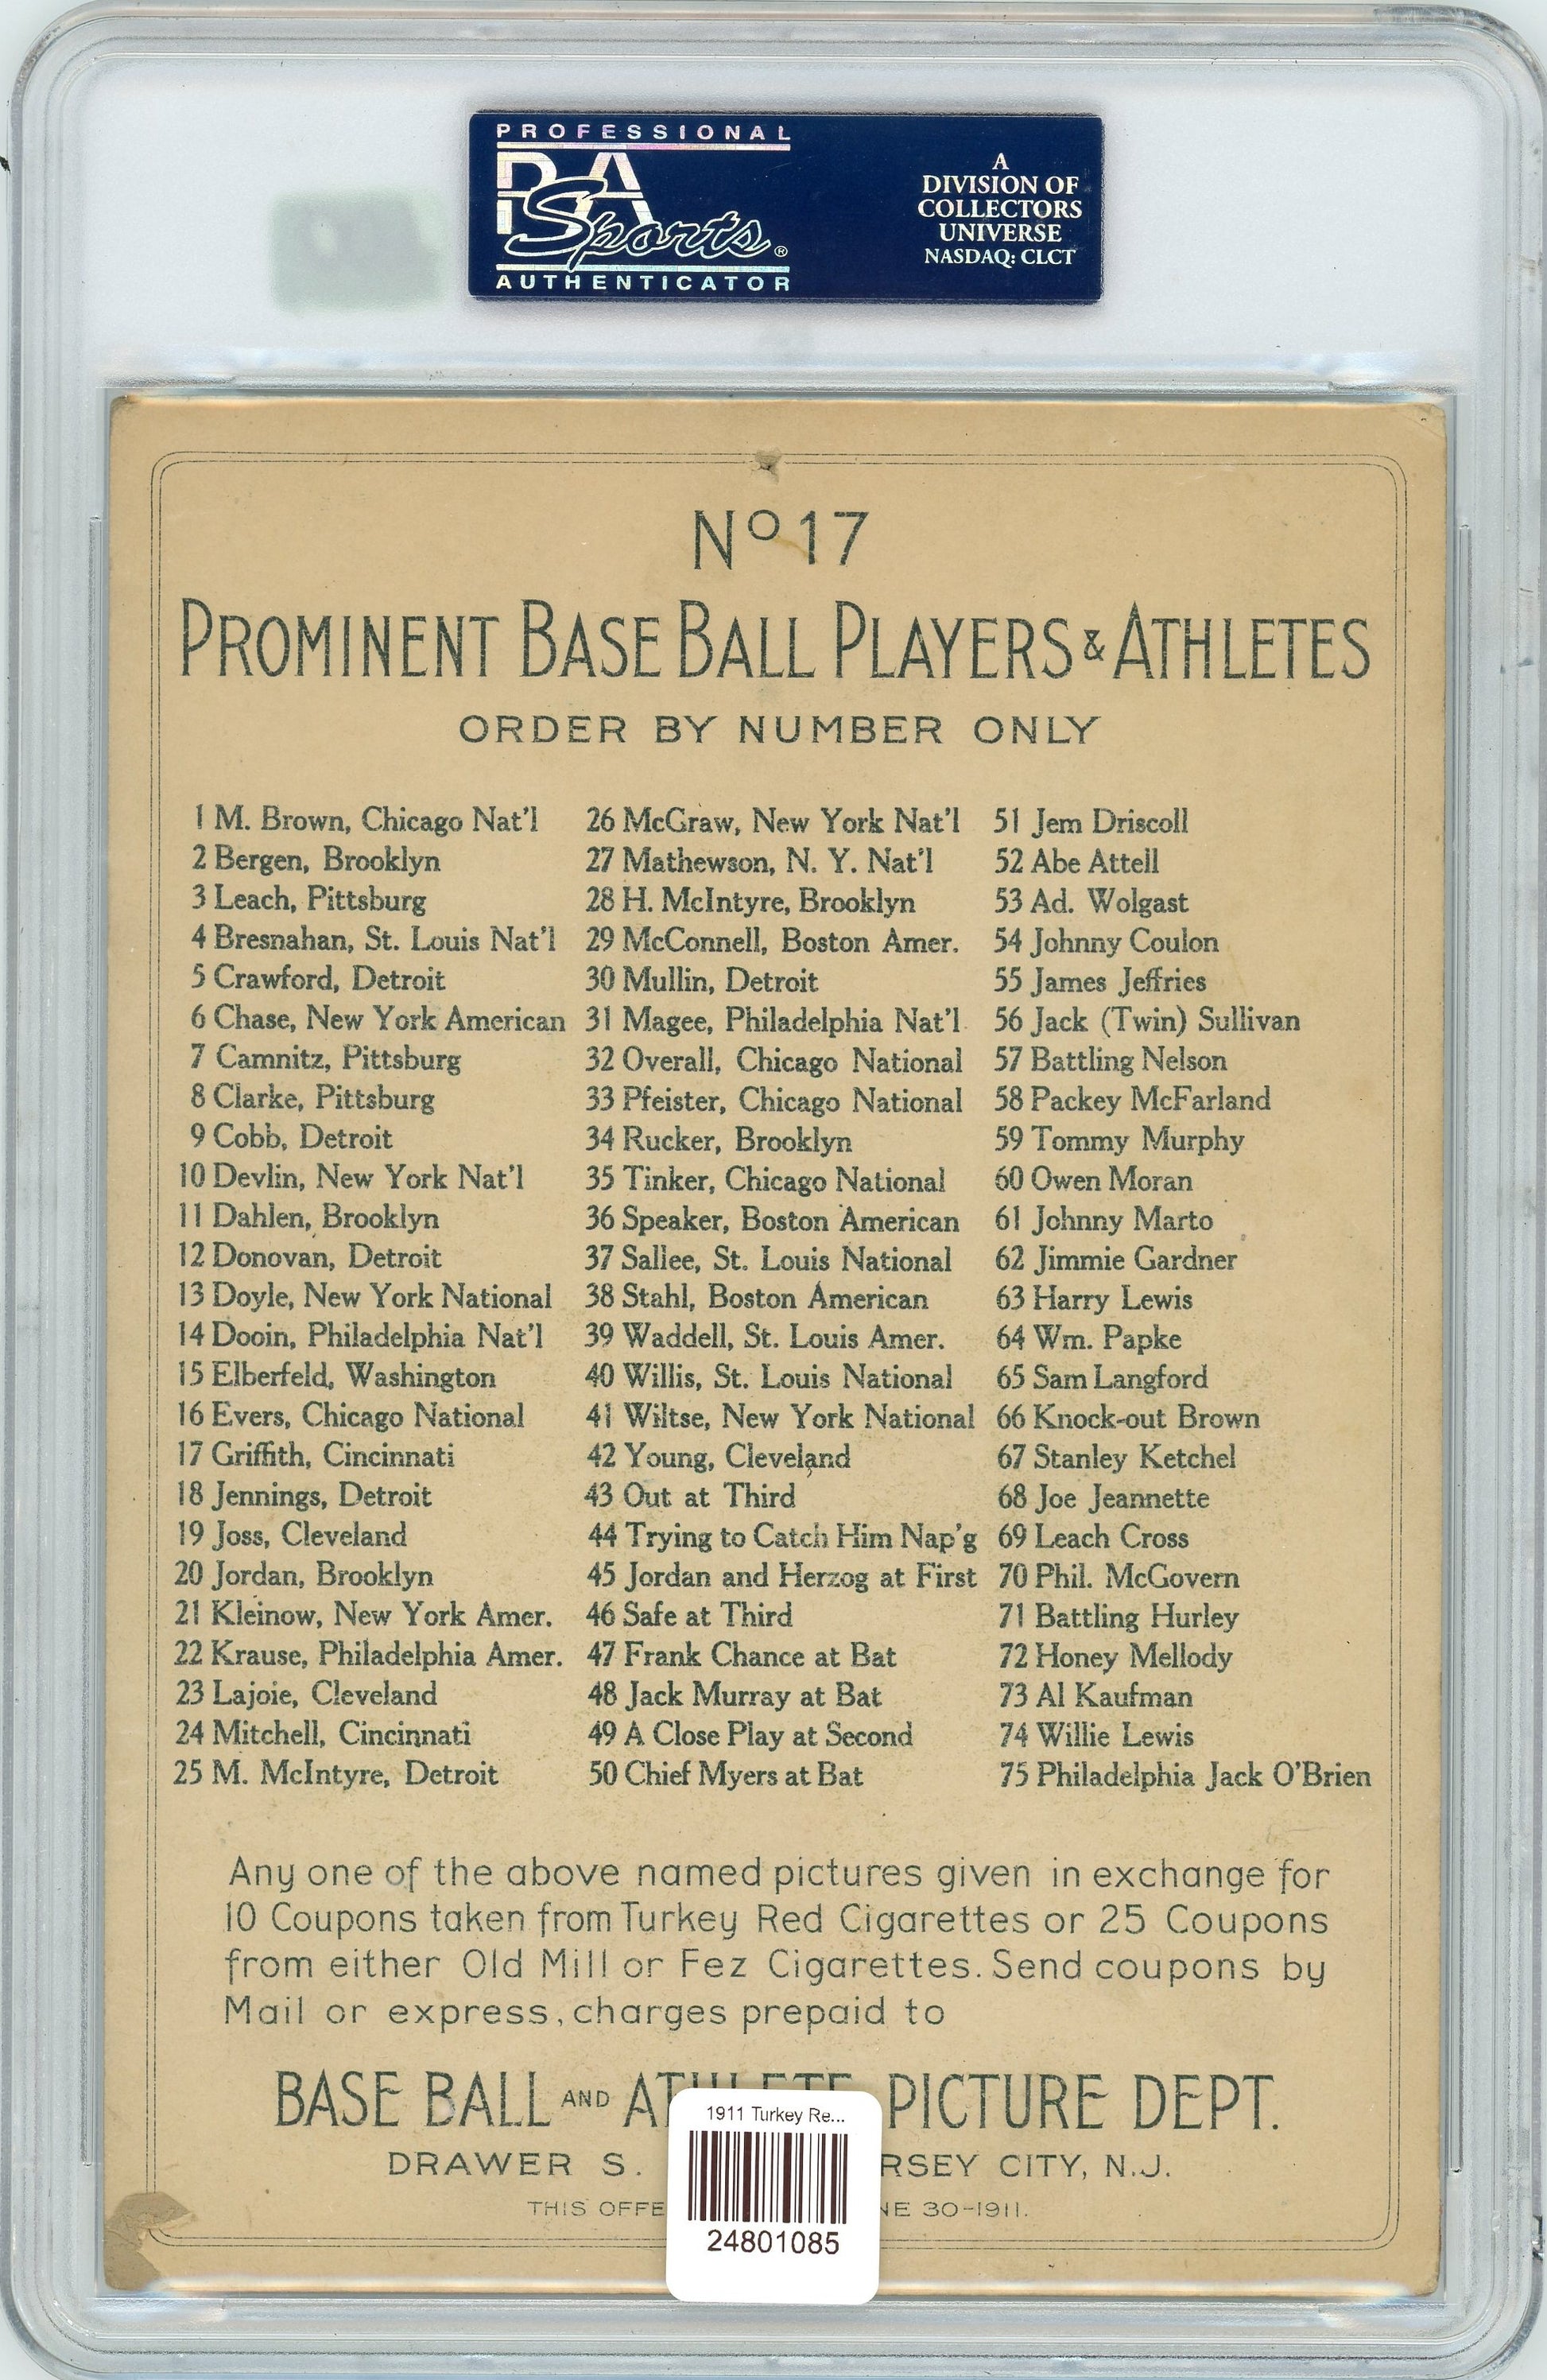 PROFESSIONAL
PSA
Sports®
AUTHENTICATOR
A
DIVISION OF
COLLECTORS
UNIVERSE
NASDAQ: CLCT
Nº 17
PROMINENT BASE BALL PLAYERS & ATHLETES
ORDER BY NUMBER ONLY
1 M. Brown, Chicago Nat'l
2 Bergen, Brooklyn
3 Leach, Pittsburg
4 Bresnahan, St. Louis Nat'l
5 Crawford, Detroit
6 Chase, New York American
7 Camnitz, Pittsburg
8 Clarke, Pittsburg
9 Cobb, Detroit
10 Devlin, New York Nat'l
11 Dahlen, Brooklyn
12 Donovan, Detroit
13 Doyle, New York National
14 Dooin, Philadelphia Nat'l
15 Elberfeld, Washington
16 Evers, Chicago National
17 Griffith, Cincinnati
18 Jennings, Detroit
19 Joss, Cleveland
20 Jordan, Brooklyn
21 Kleinow, New York Amer.
22 Krause, Philadelphia Amer.
23 Lajoie, Cleveland
24 Mitchell, Cincinnati
25 M. McIntyre, Detroit
26 McGraw, New York Nat'l
27 Mathewson, N. Y. Nat'l
28 H. McIntyre, Brooklyn
29 McConnell, Boston Amer.
30 Mullin, Detroit
31 Magee, Philadelphia Nat'l
32 Overall, Chicago National
33 Pfeister, Chicago National
34 Rucker, Brooklyn
35 Tinker, Chicago National
36 Speaker, Boston American
37 Sallee, St. Louis National
38 Stahl, Boston American
39 Waddell, St. Louis Amer.
40 Willis, St. Louis National
41 Wiltse, New York National
42 Young, Cleveland
43 Out at Third
44 Trying to Catch Him Nap'g
45 Jordan and Herzog at First
46 Safe at Third
47 Frank Chance at Bat
48 Jack Murray at Bat
49 A Close Play at Second
50 Chief Myers at Bat
51 Jem Driscoll
52 Abe Attell
53 Ad. Wolgast
54 Johnny Coulon
55 James Jeffries
56 Jack (Twin) Sullivan
57 Battling Nelson
58 Packey McFarland
59 Tommy Murphy
60 Owen Moran
61 Johnny Marto
62 Jimmie Gardner
63 Harry Lewis
64 Wm. Papke
65 Sam Langford
66 Knock-out Brown
67 Stanley Ketchel
68 Joe Jeannette
69 Leach Cross
70 Phil. McGovern
71 Battling Hurley
72 Honey Mellody
73 Al Kaufman
74 Willie Lewis
75 Philadelphia Jack O'Brien
Any one of the above named pictures given in exchange for
10 Coupons taken from Turkey Red Cigarettes or 25 Coupons
from either Old Mill or Fez Cigarettes. Send coupons by
Mail or express, charges prepaid to
BASE BALL AND ATHLETE PICTURE DEPT.
DRAWER S. RSEY CITY, N.J.
THIS OFFE NE 30-1911.
1911 Turkey Re...
24801085